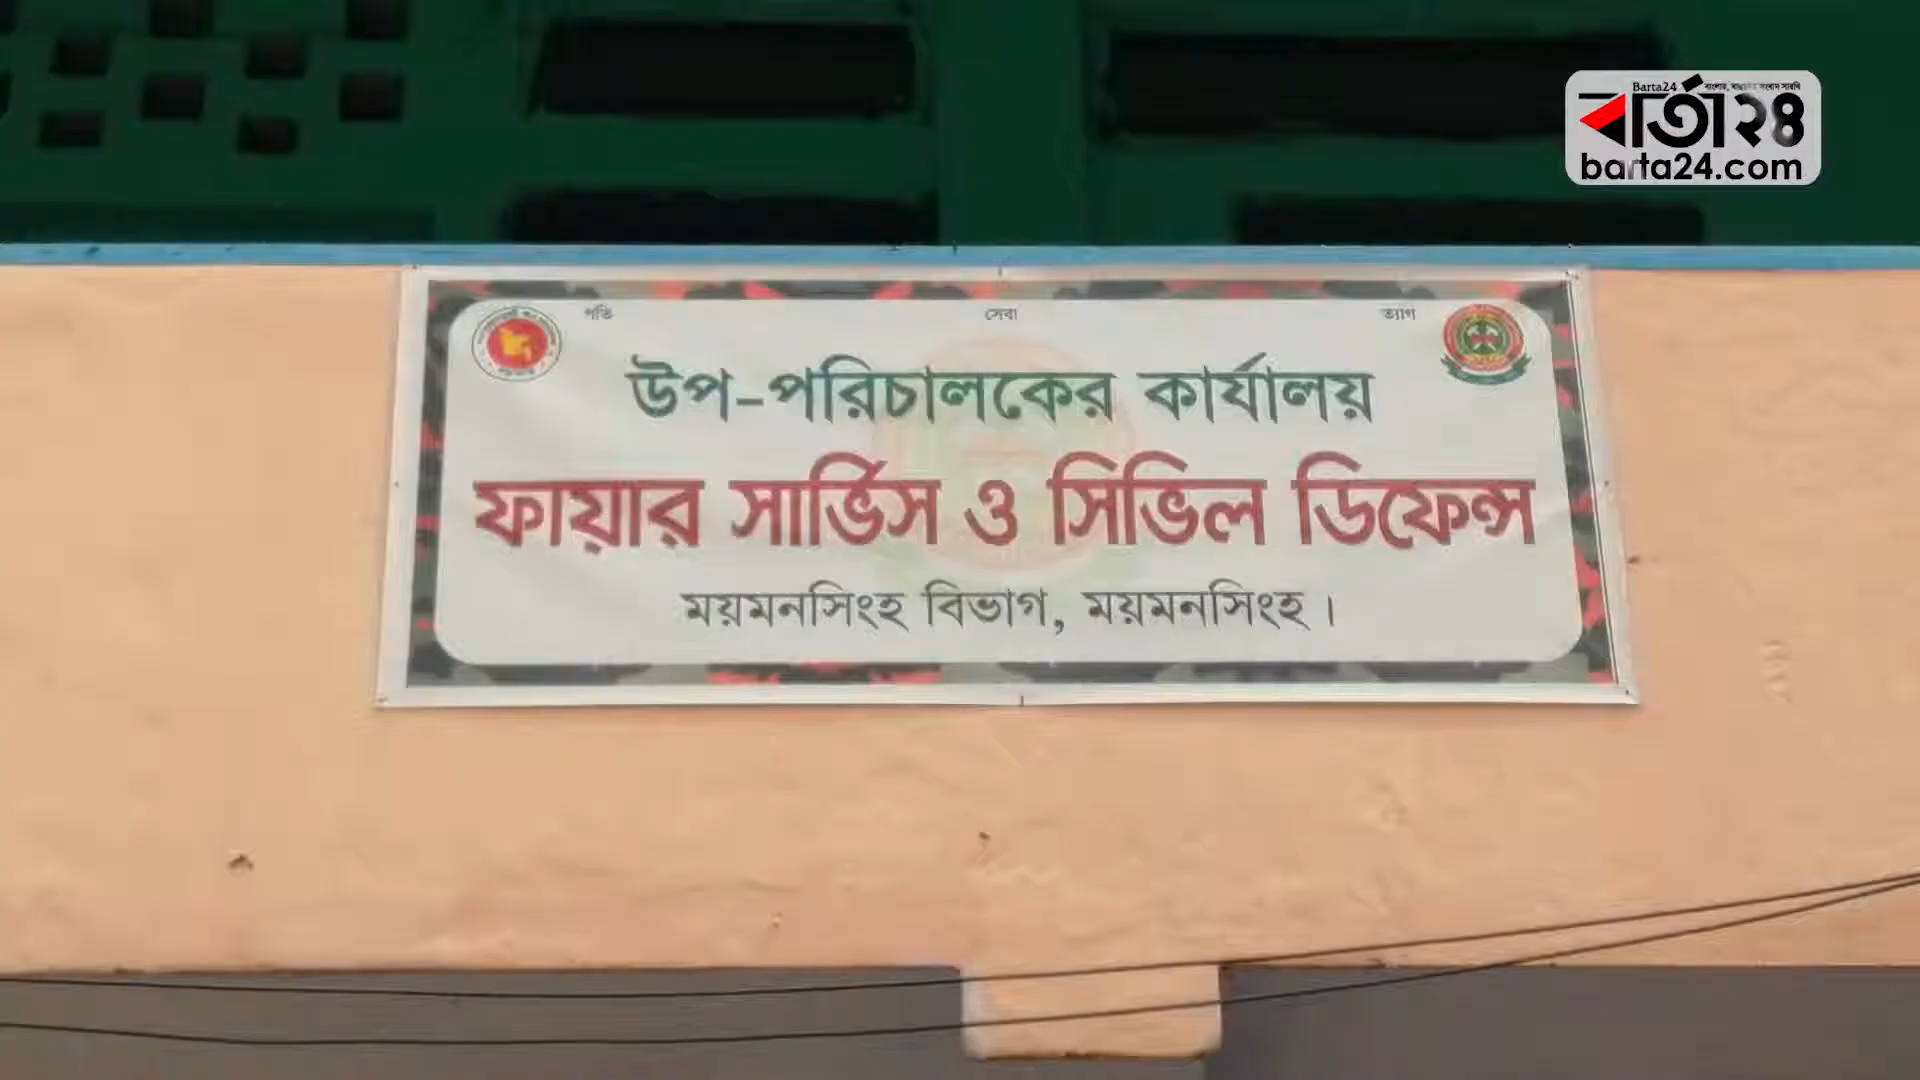 Barta24
বার্তা২৪
barta24.com
গতি সেবা ত্যাগ
উপ-পরিচালকের কার্যালয়
ফায়ার সার্ভিস ও সিভিল ডিফেন্স
ময়মনসিংহ বিভাগ, ময়মনসিংহ।